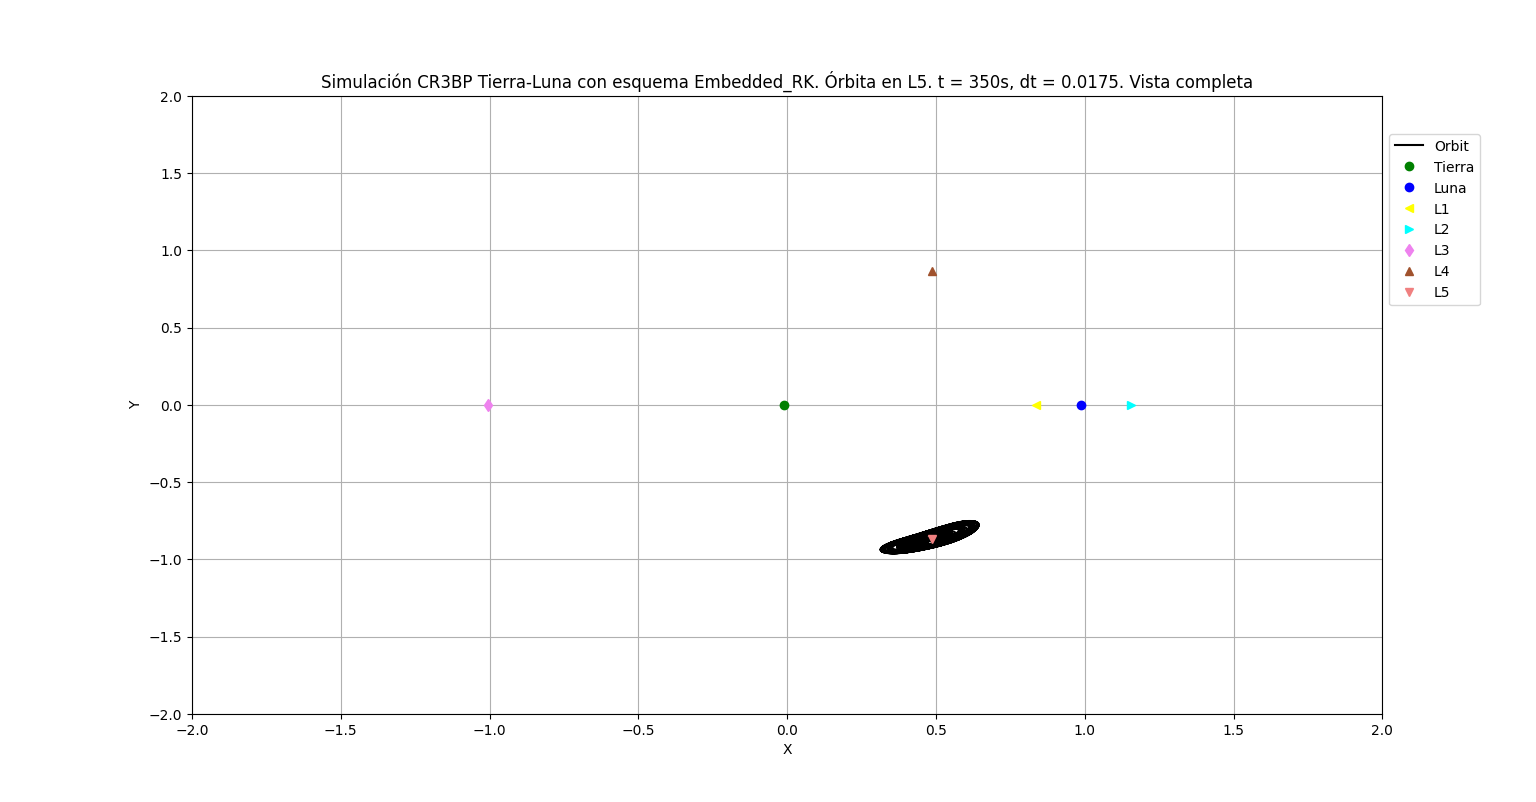 Simulación CR3BP Tierra-Luna con esquema Embedded_RK. Órbita en L5. t = 350s, dt = 0.0175. Vista completa
2.0
1.5
1.0
0.5
0.0
−0.5
−1.0
−1.5
−2.0
Y
−2.0 −1.5 −1.0 −0.5 0.0 0.5 1.0 1.5 2.0
X
Orbit
Tierra
Luna
L1
L2
L3
L4
L5